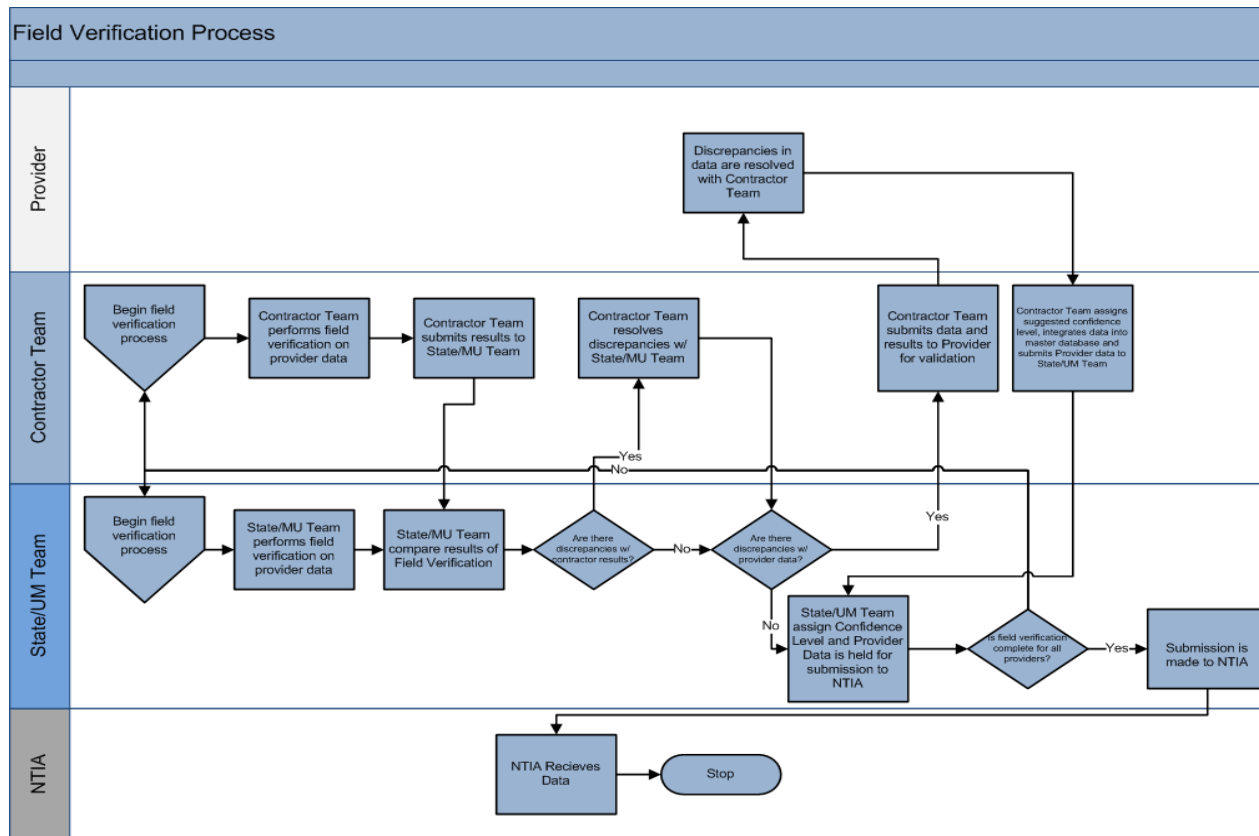 Field Verification Process
Provider
Discrepancies in
data are resolved
with Contractor
Team
Contractor Team
Begin field
verification
process
Contractor Team
performs field
verification on
provider data
Contractor Team
submits results to
State/MU Team
Contractor Team
resolves
discrepancies w/
State/MU Team
Contractor Team
submits data and
results to Provider
for validation
Contractor Team assigns
suggested confidence
level, integrates data into
master database and
submits Provider data to
State/UM Team
Yes
No
State/UM Team
Begin field
verification
process
State/MU Team
performs field
verification on
provider data
State/MU Team
compare results of
Field Verification
Are there
discrepancies w/
contractor results?
No
Are there
discrepancies w/
provider data?
Yes
No
State/UM Team
assign Confidence
Level and Provider
Data is held for
submission to
NTIA
Is field verification
complete for all
providers?
Yes
Submission is
made to NTIA
NTIA
NTIA Recieves
Data
Stop